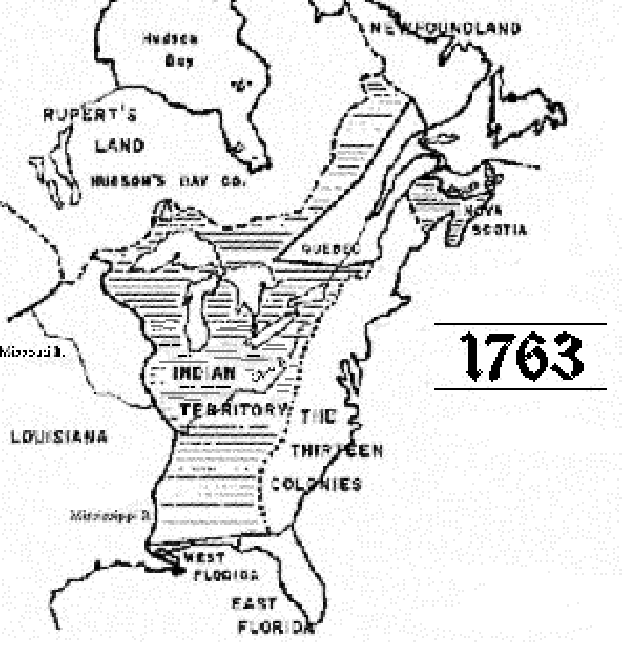 NEWFOUNDLAND
Hudson
Bay
RUPERT'S
LAND
HUDSON'S BAY CO.
NOVA
SCOTIA
QUEBEC
1763
Missouri R.
INDIAN
TERRITORY
THE
LOUISIANA
THIRTEEN
COLONIES
Mississippi R.
WEST
FLORIDA
EAST
FLORIDA